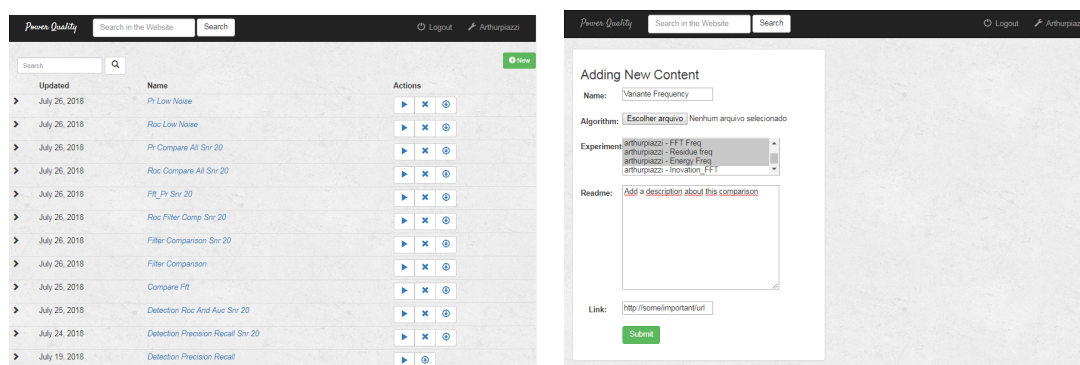 Power Quality Search in the Website Search Logout Arthurpiazzi
Search New
Updated Name Actions
July 26, 2018 Pr Low Noise
July 26, 2018 Roc Low Noise
July 26, 2018 Pr Compare All Snr 20
July 26, 2018 Roc Compare All Snr 20
July 26, 2018 Fft_Pr Snr 20
July 26, 2018 Roc Filter Comp Snr 20
July 26, 2018 Filter Comparison Snr 20
July 26, 2018 Filter Comparison
July 25, 2018 Compare Fft
July 25, 2018 Detection Roc And Auc Snr 20
July 24, 2018 Detection Precision Recall Snr 20
July 19, 2018 Detection Precision Recall
Power Quality Search in the Website Search Logout Arthurpiaz
Adding New Content
Name: Variante Frequency
Algorithm: Escolher arquivo Nenhum arquivo selecionado
Experiment arthurpiazzi - FFT Freq
arthurpiazzi - Residue freq
arthurpiazzi - Energy Freq
arthurpiazzi - Inovation_FFT
Readme: Add a description about this comparison
Link: http://some/important/url
Submit